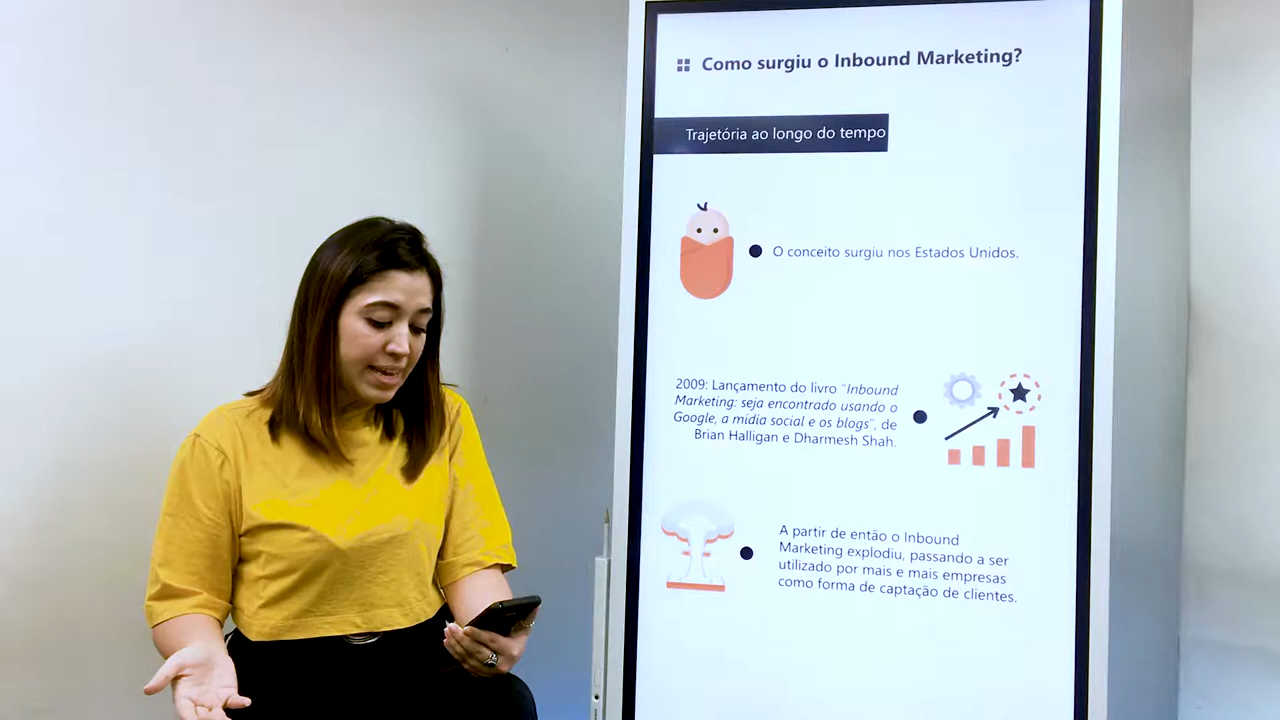 Como surgiu o Inbound Marketing?
Trajetória ao longo do tempo
O conceito surgiu nos Estados Unidos.
2009: Lançamento do livro "Inbound
Marketing: seja encontrado usando o
Google, a mídia social e os blogs", de
Brian Halligan e Dharmesh Shah.
A partir de então o Inbound
Marketing explodiu, passando a ser
utilizado por mais e mais empresas
como forma de captação de clientes.